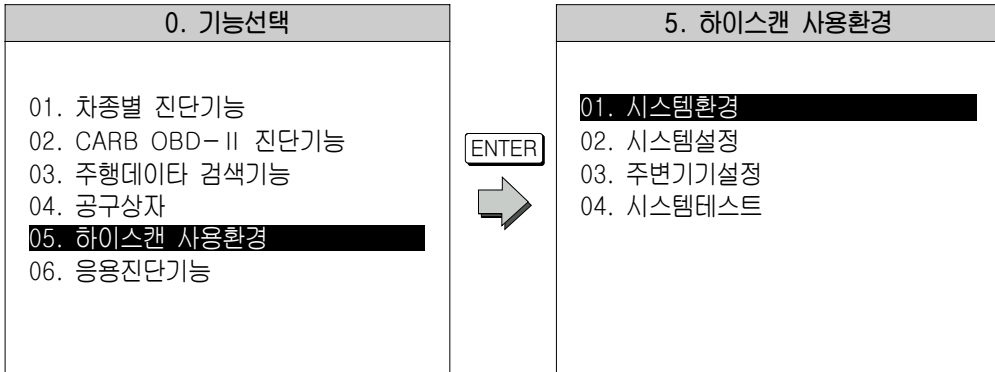 0. 기능선택
01. 차종별 진단기능
02. CARB OBD-II 진단기능
03. 주행데이타 검색기능
04. 공구상자
05. 하이스캔 사용환경
06. 응용진단기능
ENTER
5. 하이스캔 사용환경
01. 시스템환경
02. 시스템설정
03. 주변기기설정
04. 시스템테스트